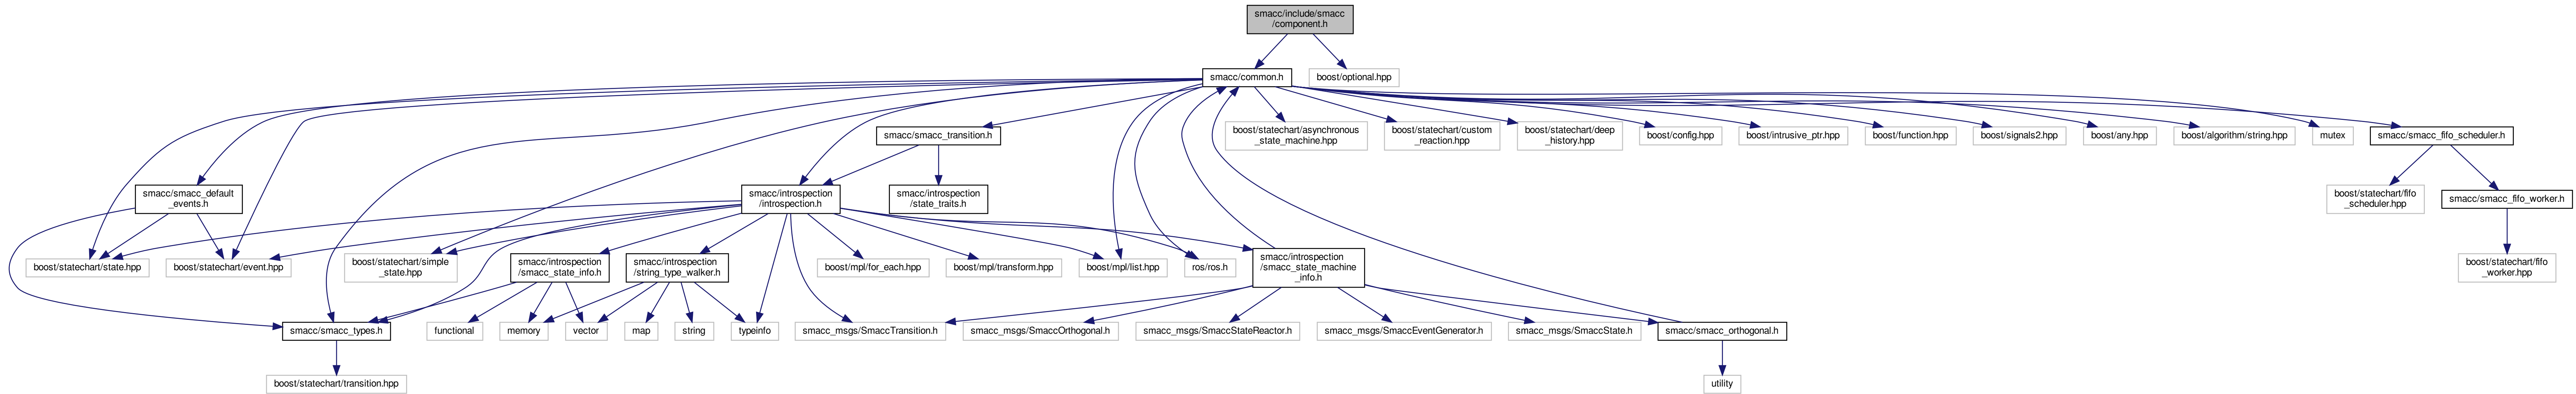 smacc/include/smacc
/component.h
smacc/common.h
boost/optional.hpp
smacc/smacc_transition.h
boost/statechart/asynchronous
_state_machine.hpp
boost/statechart/custom
_reaction.hpp
boost/statechart/deep
_history.hpp
boost/config.hpp
boost/intrusive_ptr.hpp
boost/function.hpp
boost/signals2.hpp
boost/any.hpp
boost/algorithm/string.hpp
mutex
smacc/smacc_fifo_scheduler.h
smacc/smacc_default
_events.h
smacc/introspection
/introspection.h
smacc/introspection
/state_traits.h
boost/statechart/fifo
_scheduler.hpp
smacc/smacc_fifo_worker.h
boost/statechart/state.hpp
boost/statechart/event.hpp
boost/statechart/simple
_state.hpp
smacc/introspection
/smacc_state_info.h
smacc/introspection
/string_type_walker.h
boost/mpl/for_each.hpp
boost/mpl/transform.hpp
boost/mpl/list.hpp
ros/ros.h
smacc/introspection
/smacc_state_machine
_info.h
boost/statechart/fifo
_worker.hpp
smacc/smacc_types.h
functional
memory
vector
map
string
typeinfo
smacc_msgs/SmaccTransition.h
smacc_msgs/SmaccOrthogonal.h
smacc_msgs/SmaccStateReactor.h
smacc_msgs/SmaccEventGenerator.h
smacc_msgs/SmaccState.h
smacc/smacc_orthogonal.h
boost/statechart/transition.hpp
utility